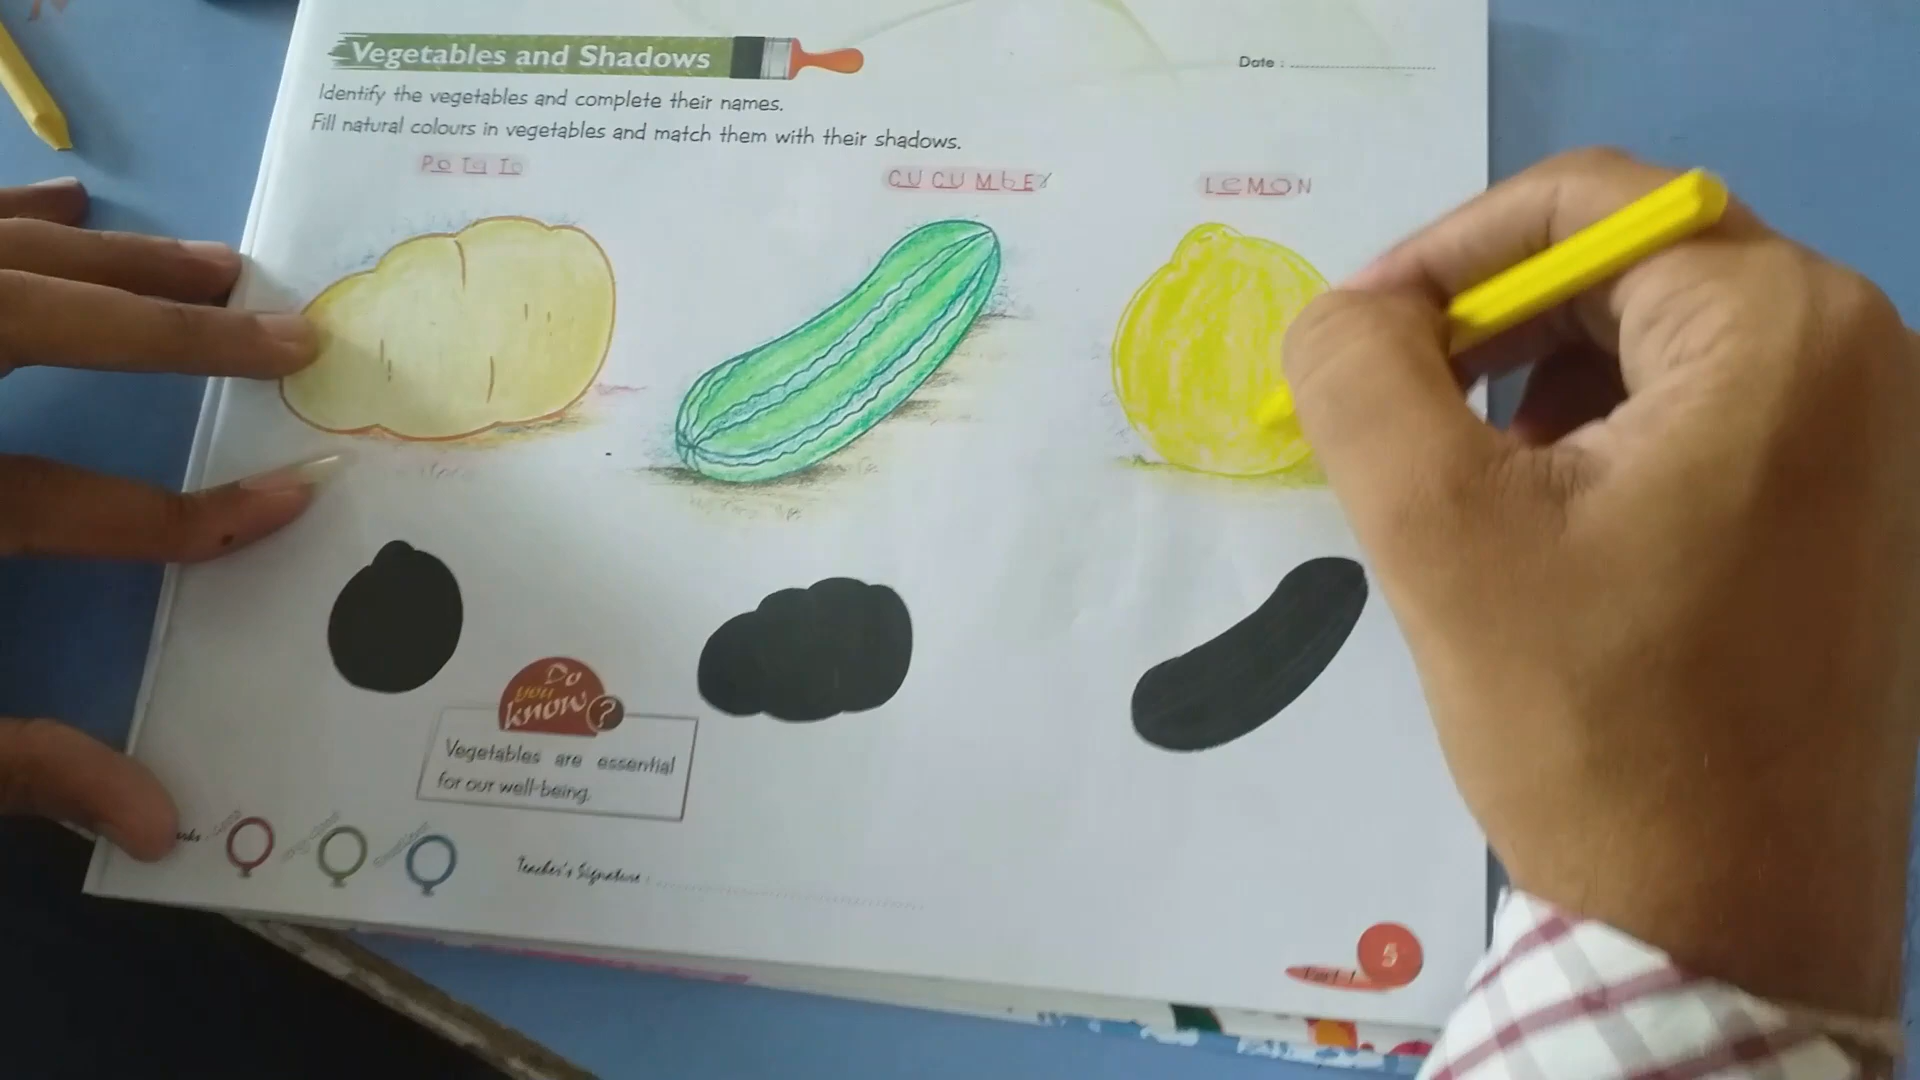 Vegetables and Shadows
Date :
Identify the vegetables and complete their names.
Fill natural colours in vegetables and match them with their shadows.
PoTaTo
CUCUMbEr
LeMON
Do
you
know?
Vegetables are essential
for our well-being.
Teacher's Signature :
5